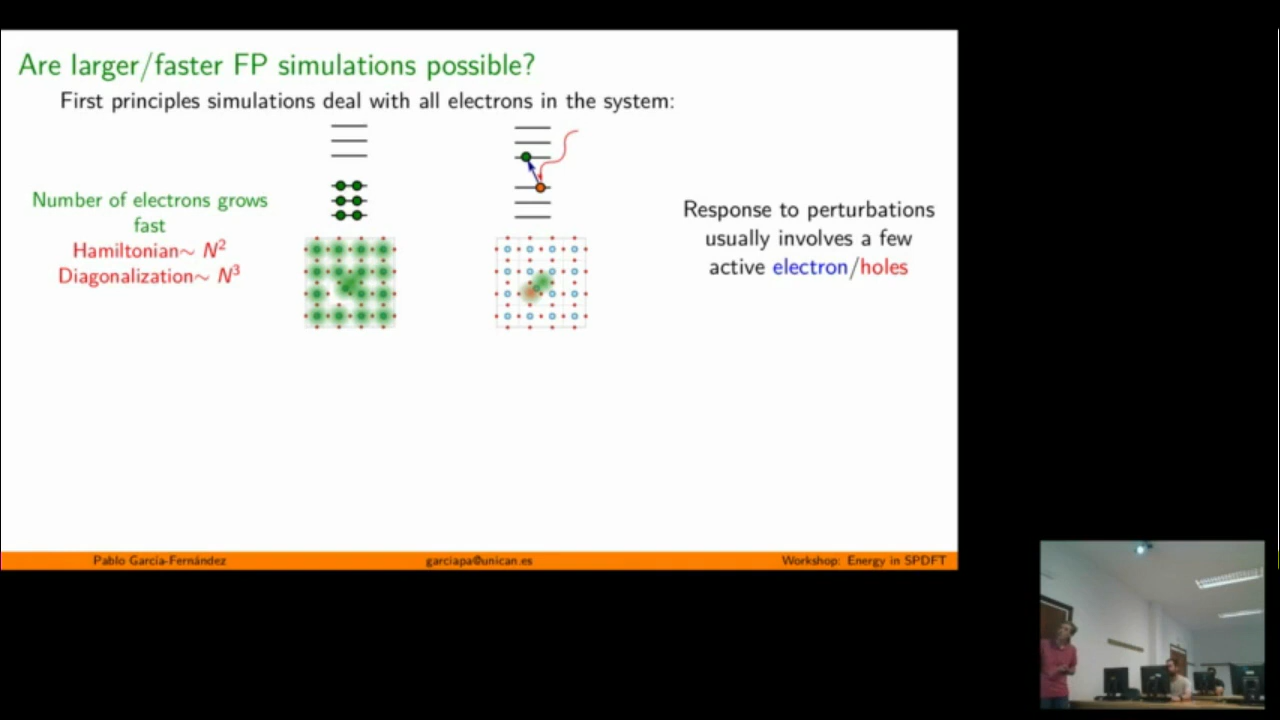 Are larger/faster FP simulations possible?
First principles simulations deal with all electrons in the system:
Number of electrons grows
fast
Hamiltonian∼ N²
Diagonalization∼ N³
Response to perturbations
usually involves a few
active electron/holes
Pablo García-Fernández
garciapa@unican.es
Workshop: Energy in SPDFT